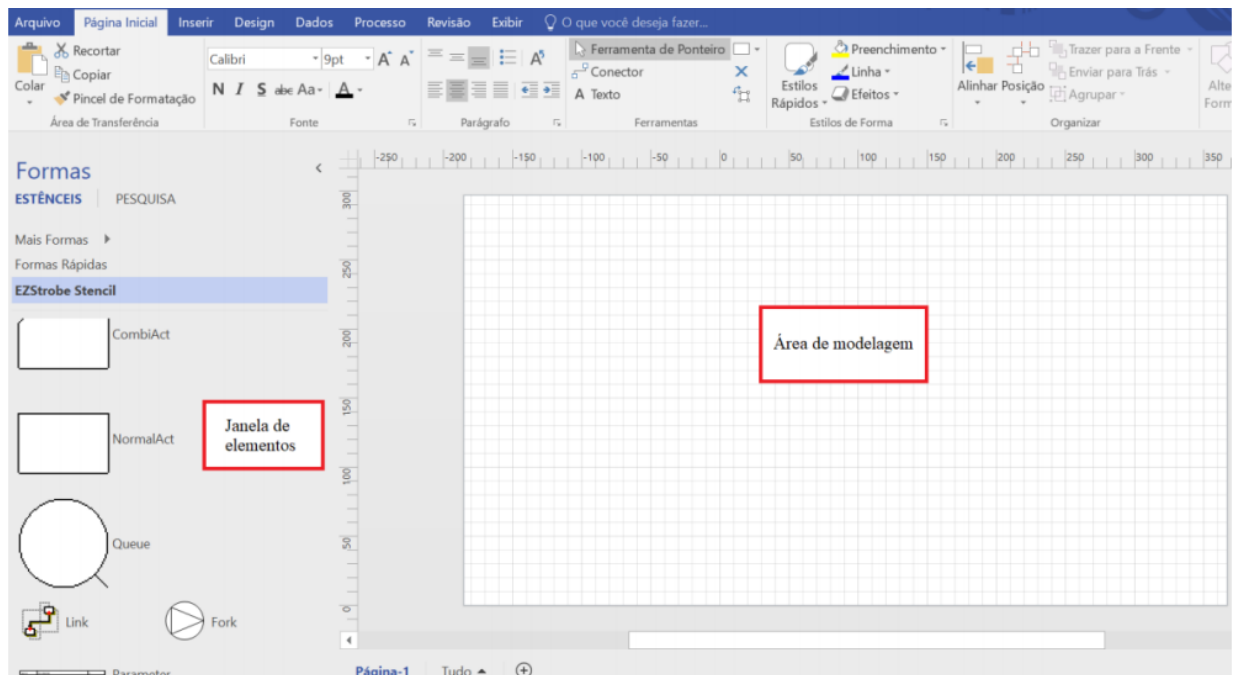 Arquivo Página Inicial Inserir Design Dados Processo Revisão Exibir O que você deseja fazer...
Colar
Recortar
Copiar
Pincel de Formatação
Área de Transferência
Calibri 9pt A A
N I S abc Aa A
Fonte
A
Parágrafo
Ferramenta de Ponteiro
Conector
A Texto
Ferramentas
Estilos Rápidos
Preenchimento
Linha
Efeitos
Estilos de Forma
Alinhar Posição
Trazer para a Frente
Enviar para Trás
Agrupar
Organizar
Alte
Form
Formas
ESTÊNCEIS PESQUISA
Mais Formas
Formas Rápidas
EZStrobe Stencil
CombiAct
NormalAct
Queue
Link Fork
Parameter
Janela de
elementos
-250 -200 -150 -100 -50 0 50 100 150 200 250 300 350
300
250
200
150
100
50
0
Área de modelagem
Página-1 Tudo